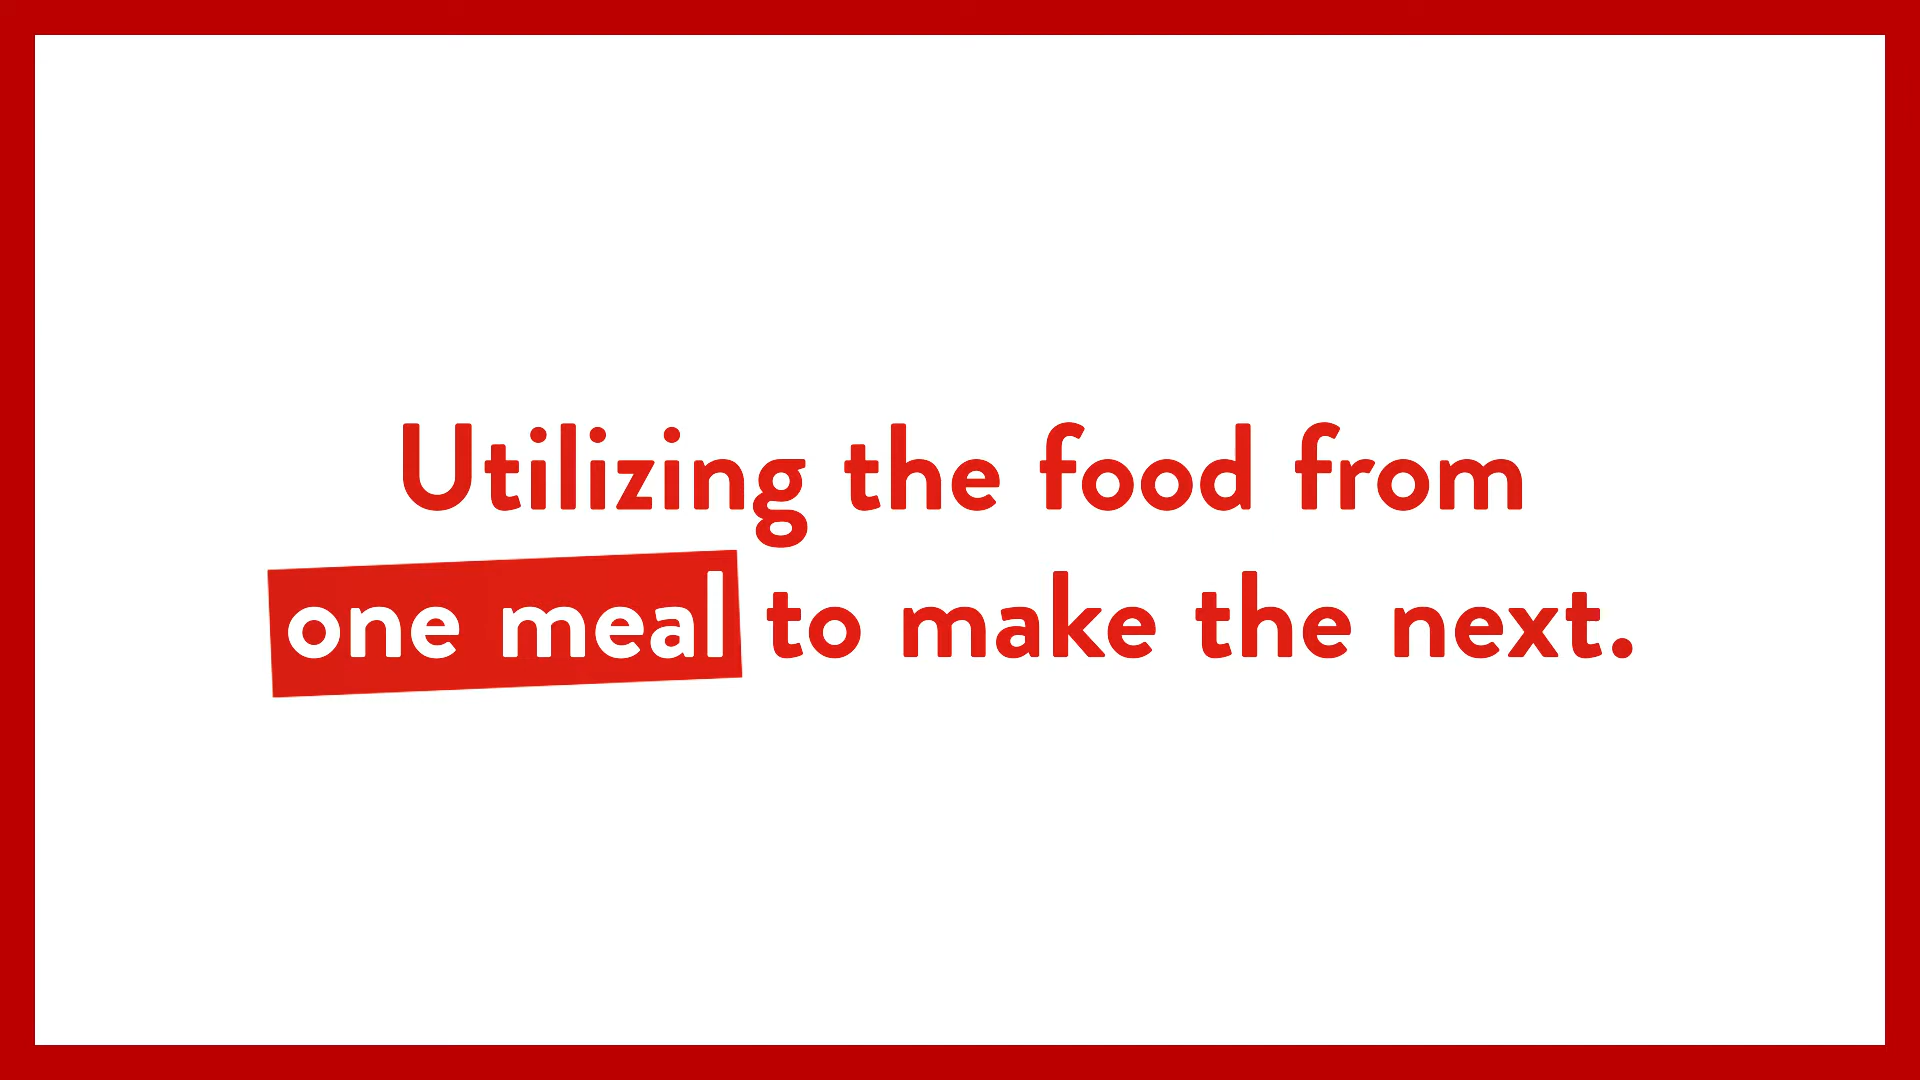 Utilizing the food from
one meal to make the next.